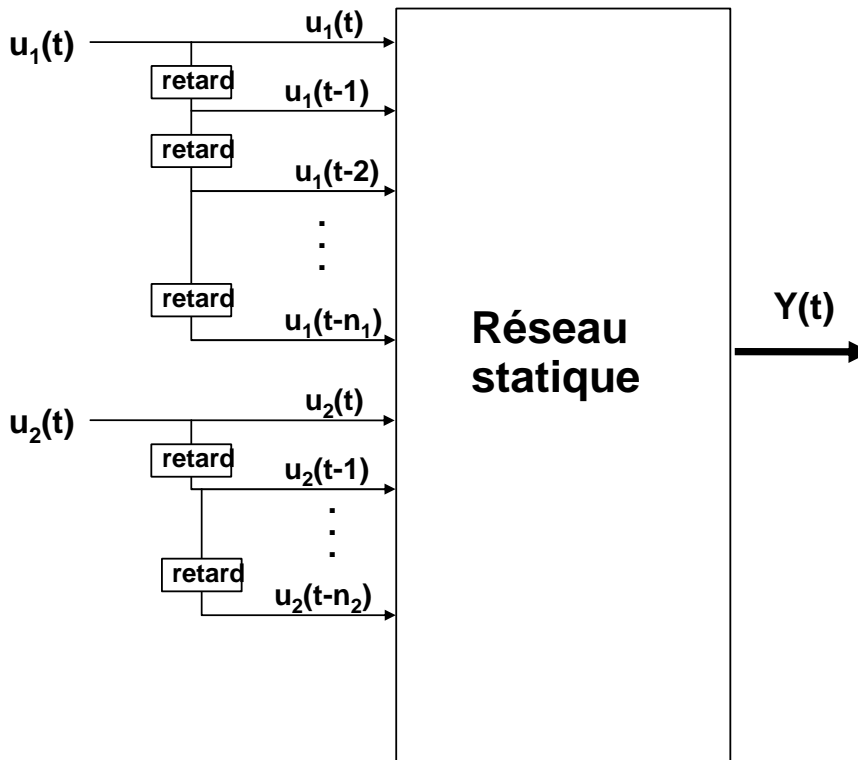 u₁(t)
u₁(t)
retard
u₁(t-1)
retard
u₁(t-2)
retard
u₁(t-n₁)
Réseau
statique
Y(t)
u₂(t)
u₂(t)
retard
u₂(t-1)
retard
u₂(t-n₂)